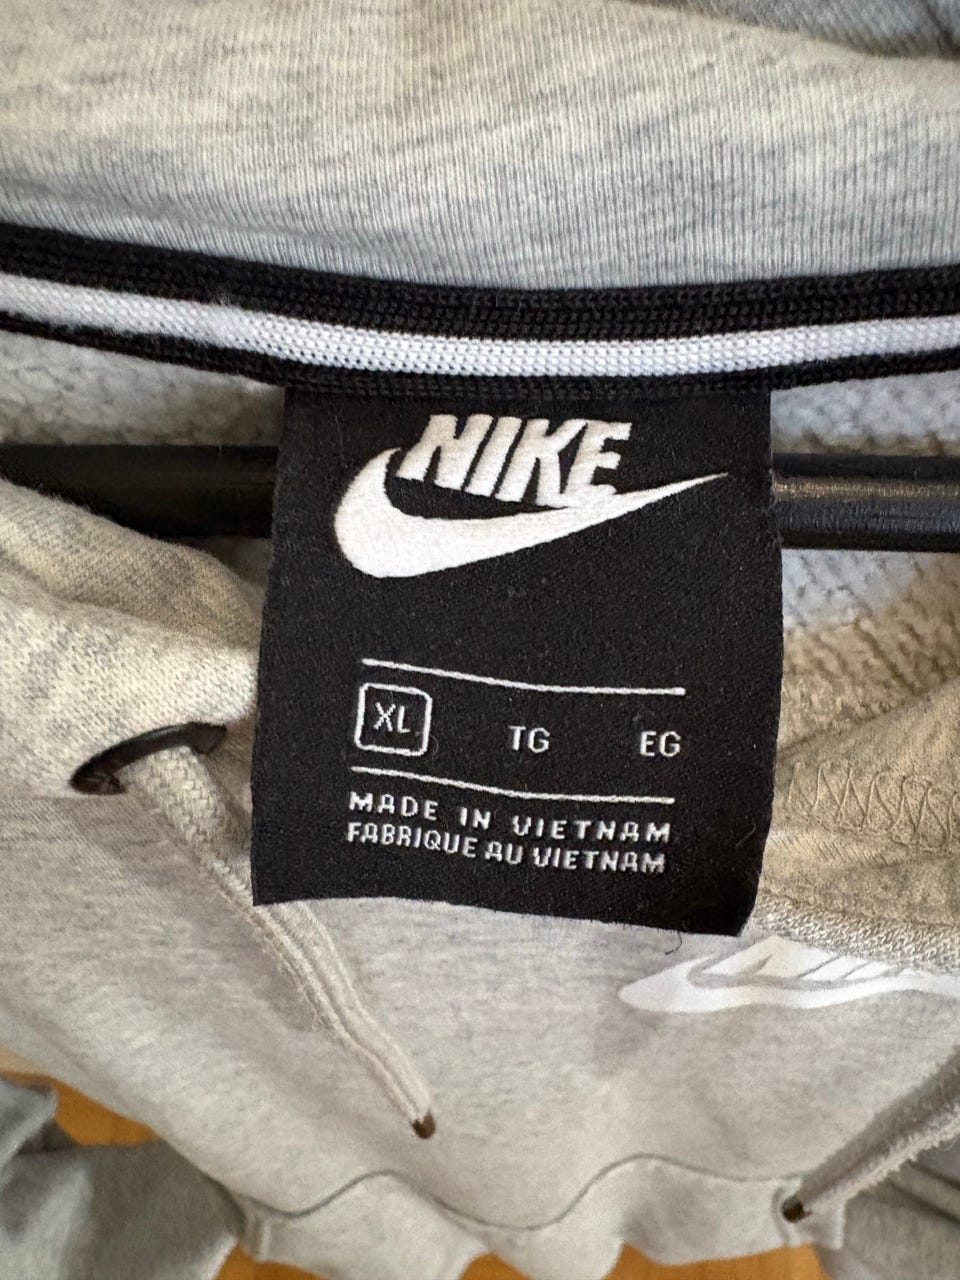 NIKE
XL TG EG
MADE IN VIETNAM
FABRIQUE AU VIETNAM